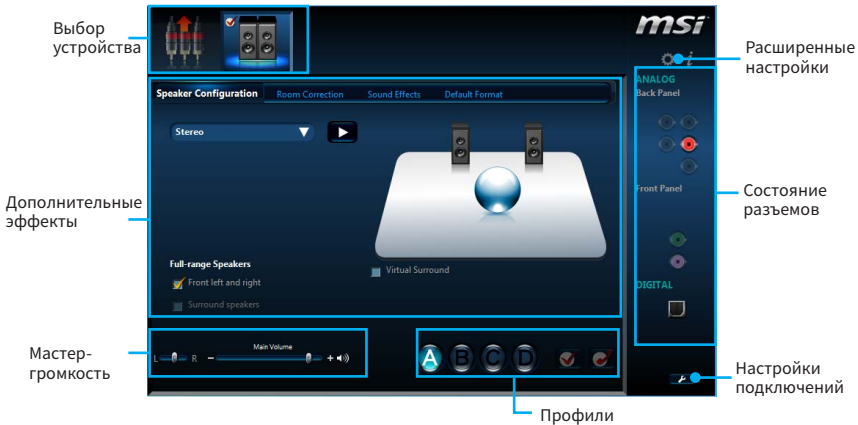 Выбор
устройства
msi
Расширенные
настройки
ANALOG
Back Panel
Speaker Configuration
Room Correction
Sound Effects
Default Format
Stereo
Дополнительные
эффекты
Front Panel
Состояние
разъемов
Full-range Speakers
Front left and right
Surround speakers
Virtual Surround
DIGITAL
Мастер-
громкость
Main Volume
L R - +
A B C D
Настройки
подключений
Профили